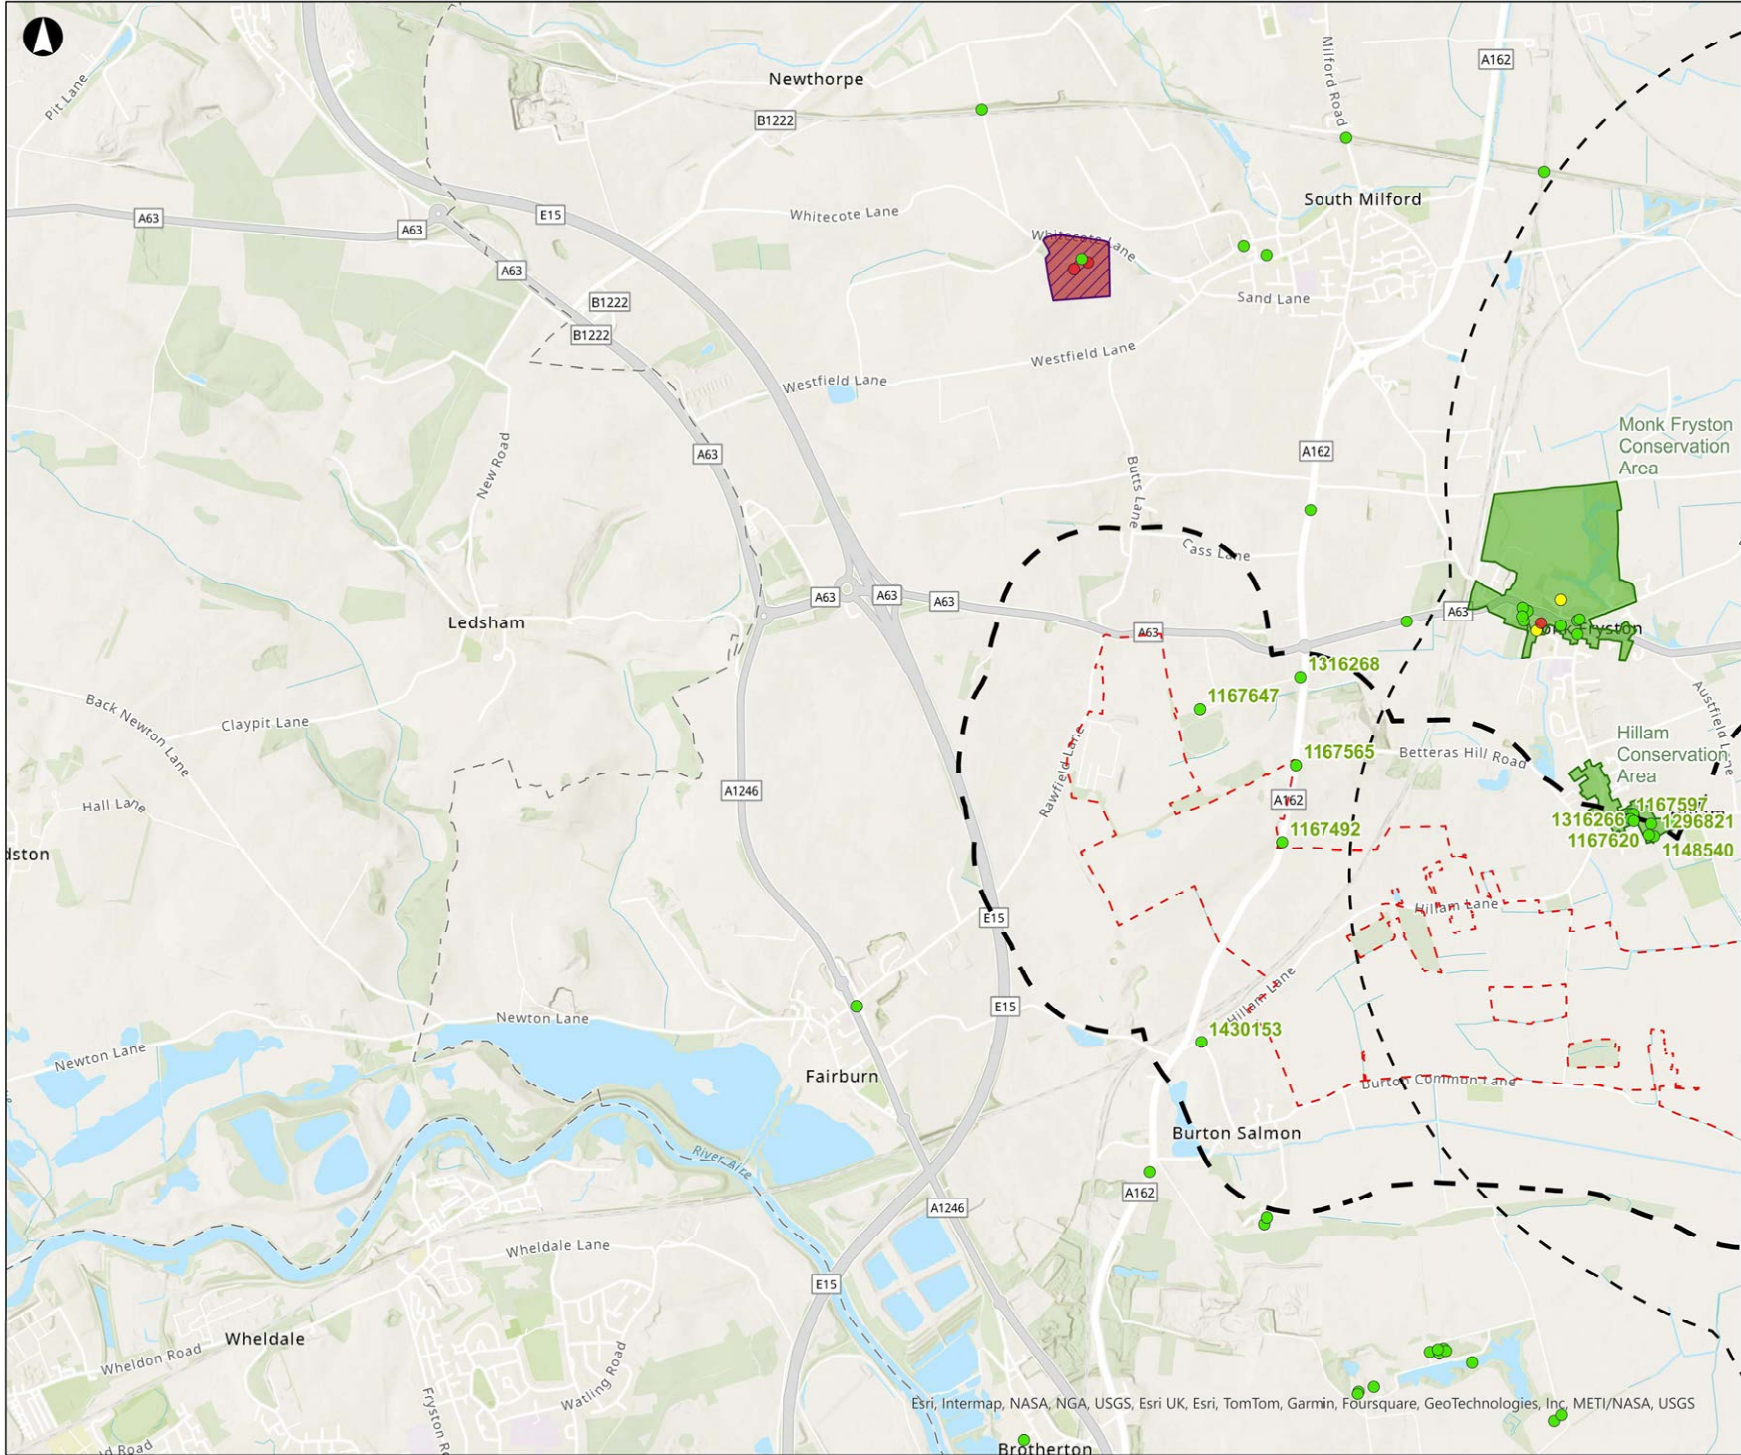 Newthorpe
Milford Road
A162
Pit Lane
B1222
South Milford
Whitecote Lane
A63
E15
A63
Whitecote Lane
A63
B1222
Sand Lane
B1222
Westfield Lane
Westfield Lane
Monk Fryston
Conservation
Area
A63
A162
New Road
Butts Lane
Cass Lane
A63
A63
A63
A63
A63
Ledsham
Monk Fryston
1316268
1167647
Back Newton Lane
Claypit Lane
Austfield Lane
Hillam
Conservation
Area
1167565
Betteras Hill Road
Rawfield Lane
A1246
Hall Lane
A162
1167597
1316266
1296821
1167492
1167620
1148540
dston
E15
Hillam Lane
Hillam Lane
E15
Newton Lane
Newton Lane
1430153
Fairburn
Burton Common Lane
Burton Salmon
River Aire
A162
A1246
Wheldale Lane
E15
Wheldale
Wheldon Road
Watling Road
Fryston Ro
ld Road
Esri, Intermap, NASA, NGA, USGS, Esri UK, Esri, TomTom, Garmin, Foursquare, GeoTechnologies, Inc, METI/NASA, USGS
Brotherton